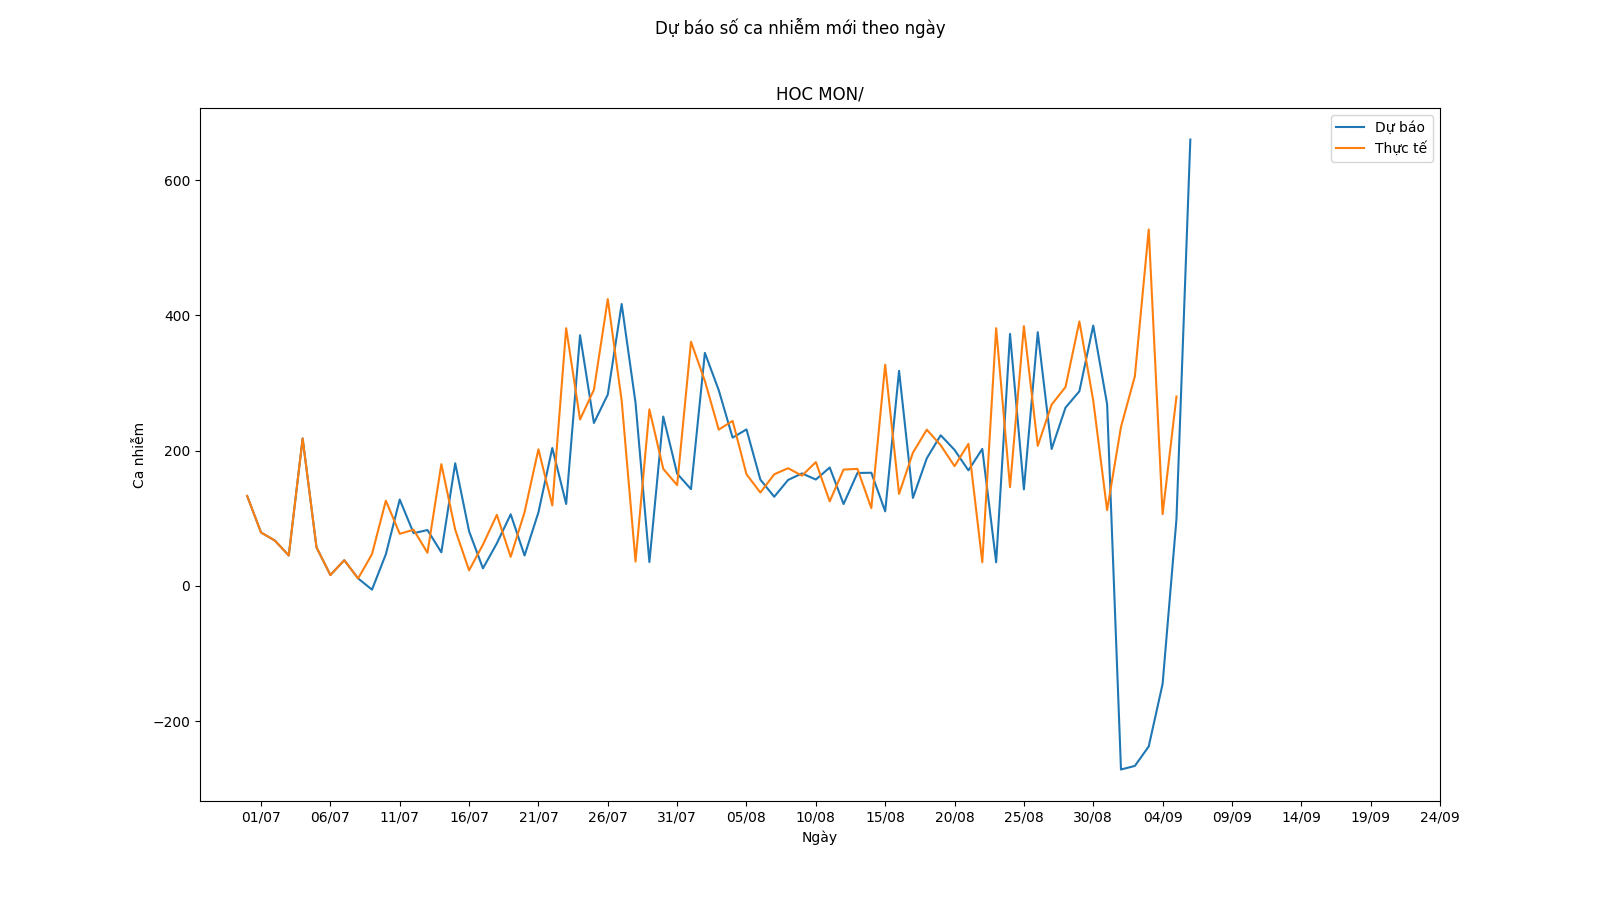 Dự báo số ca nhiễm mới theo ngày
HOC MON/
Dự báo
Thực tế
600
400
200
0
−200
Ca nhiễm
01/07 06/07 11/07 16/07 21/07 26/07 31/07 05/08 10/08 15/08 20/08 25/08 30/08 04/09 09/09 14/09 19/09 24/09
Ngày